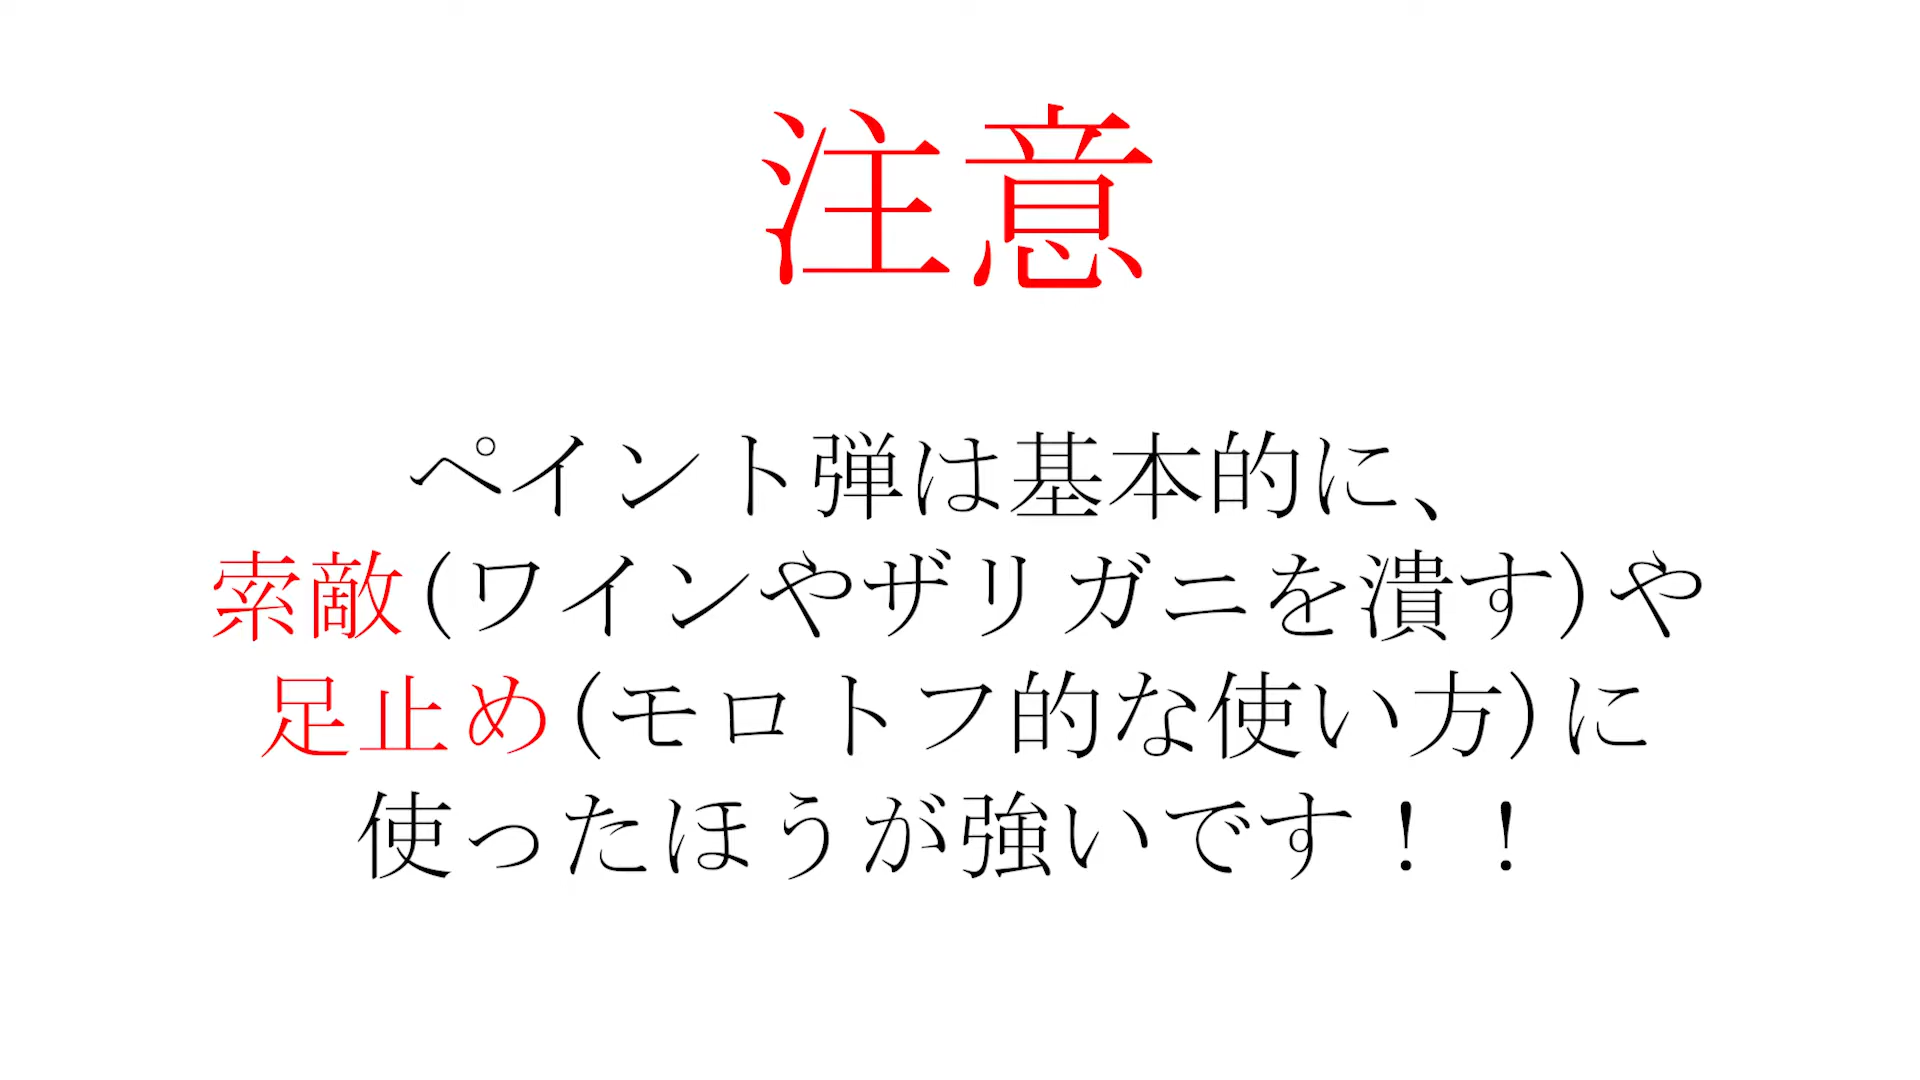 注意
ペイント弾は基本的に、
索敵(ワインやザリガニを潰す)や
足止め(モロトフ的な使い方)に
使ったほうが強いです！！